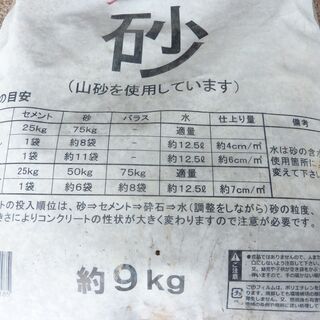 砂
(山砂を使用しています)
の目安
セメント 砂 バラス 水 仕上り量 備考
25kg 75kg - 適量
1袋 約8袋 - 約12.5ℓ 約4cm/㎡
1袋 約11袋 - 約12.5ℓ 約6cm/㎡
25kg 50kg 75kg 適量
1袋 約6袋 約8袋 約12.5ℓ 約7cm/㎡
水は砂の含水
使用箇所に
変えて下さい
トの投入順位は、砂⇒セメント⇒砕石⇒水(調整をしながら)砂の粒度、
きさによりコンクリートの性状が大きく変わりますので注意が必要です。
約9kg
注意